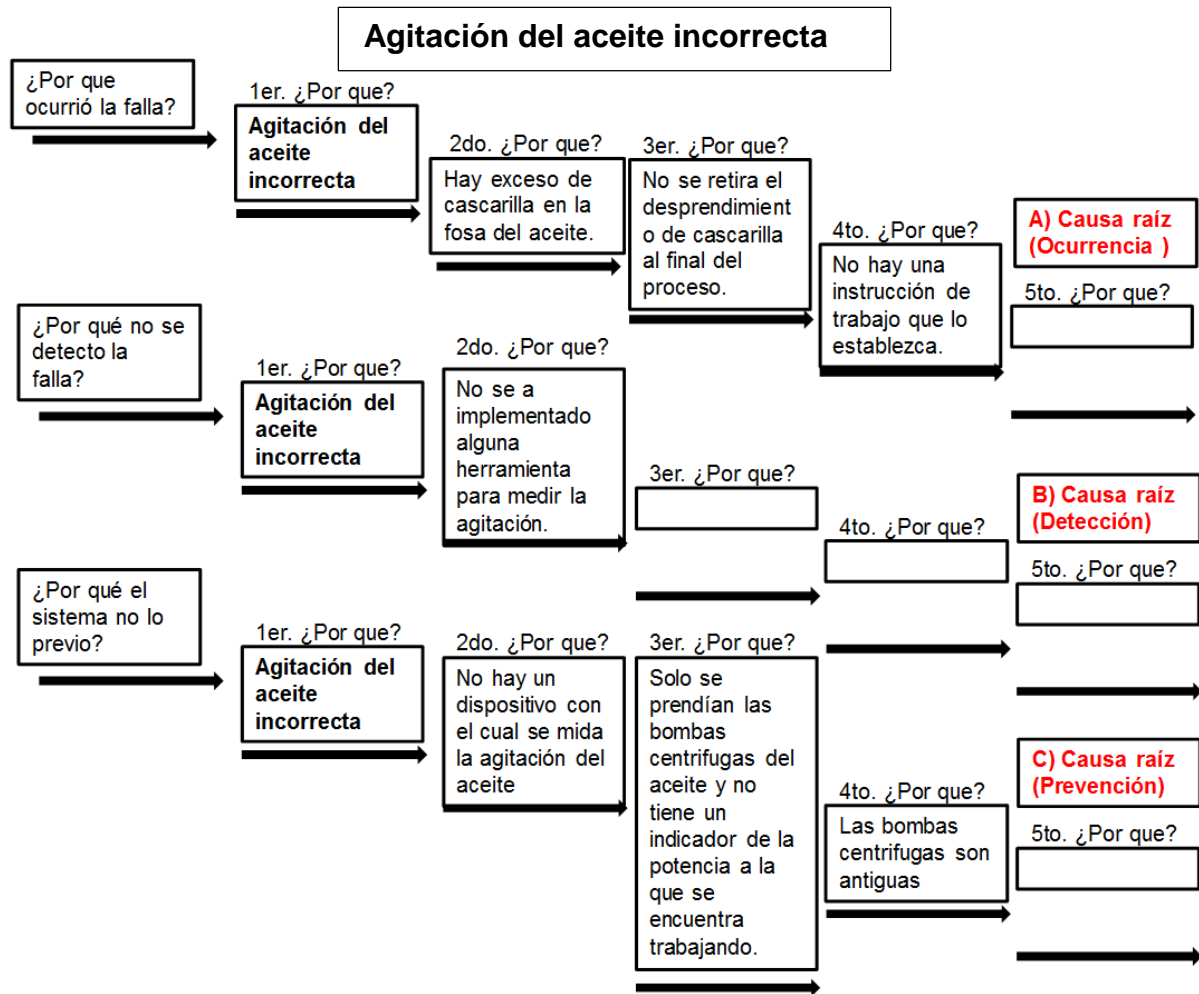 Agitación del aceite incorrecta
¿Por que
ocurrió la falla?
1er. ¿Por que?
Agitación del
aceite
incorrecta
2do. ¿Por que?
Hay exceso de
cascarilla en la
fosa del aceite.
3er. ¿Por que?
No se retira el
desprendimient
o de cascarilla
al final del
proceso.
4to. ¿Por que?
No hay una
instrucción de
trabajo que lo
establezca.
A) Causa raíz
(Ocurrencia )
5to. ¿Por que?
¿Por qué no se
detecto la
falla?
1er. ¿Por que?
Agitación del
aceite
incorrecta
2do. ¿Por que?
No se a
implementado
alguna
herramienta
para medir la
agitación.
3er. ¿Por que?
4to. ¿Por que?
B) Causa raíz
(Detección)
5to. ¿Por que?
¿Por qué el
sistema no lo
previo?
1er. ¿Por que?
Agitación del
aceite
incorrecta
2do. ¿Por que?
No hay un
dispositivo con
el cual se mida
la agitación del
aceite
3er. ¿Por que?
Solo se
prendían las
bombas
centrifugas del
aceite y no
tiene un
indicador de la
potencia a la
que se
encuentra
trabajando.
4to. ¿Por que?
Las bombas
centrifugas son
antiguas
C) Causa raíz
(Prevención)
5to. ¿Por que?